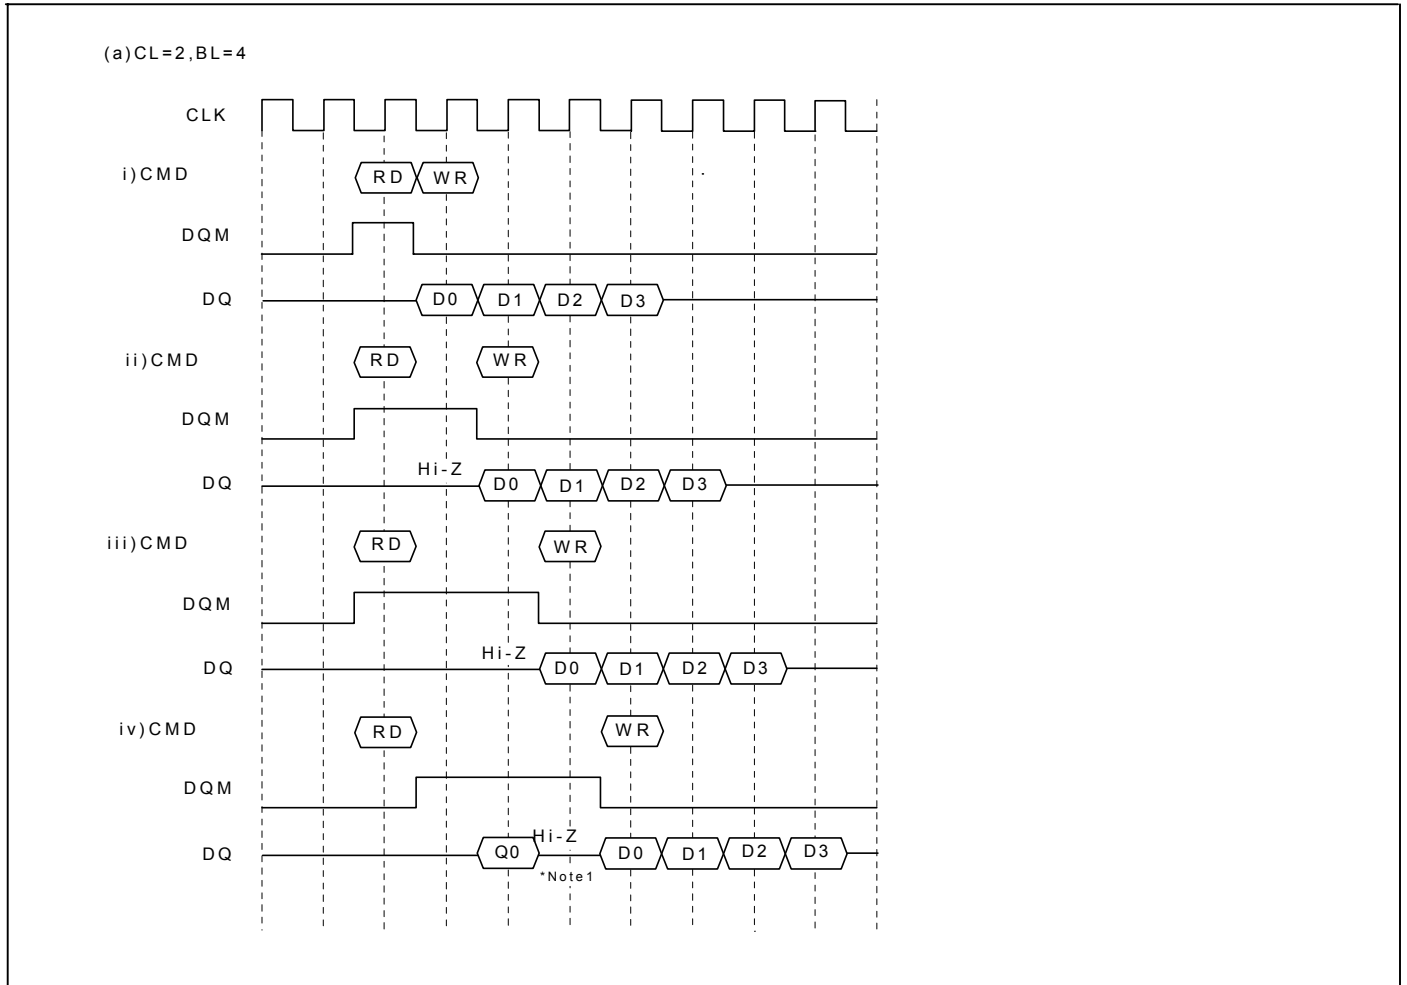 (a)CL=2,BL=4
CLK
i)CMD RD WR
DQM
DQ D0 D1 D2 D3
ii)CMD RD WR
DQM
Hi-Z
DQ D0 D1 D2 D3
iii)CMD RD WR
DQM
Hi-Z
DQ D0 D1 D2 D3
iv)CMD RD WR
DQM
Hi-Z
DQ Q0 D0 D1 D2 D3
*Note1